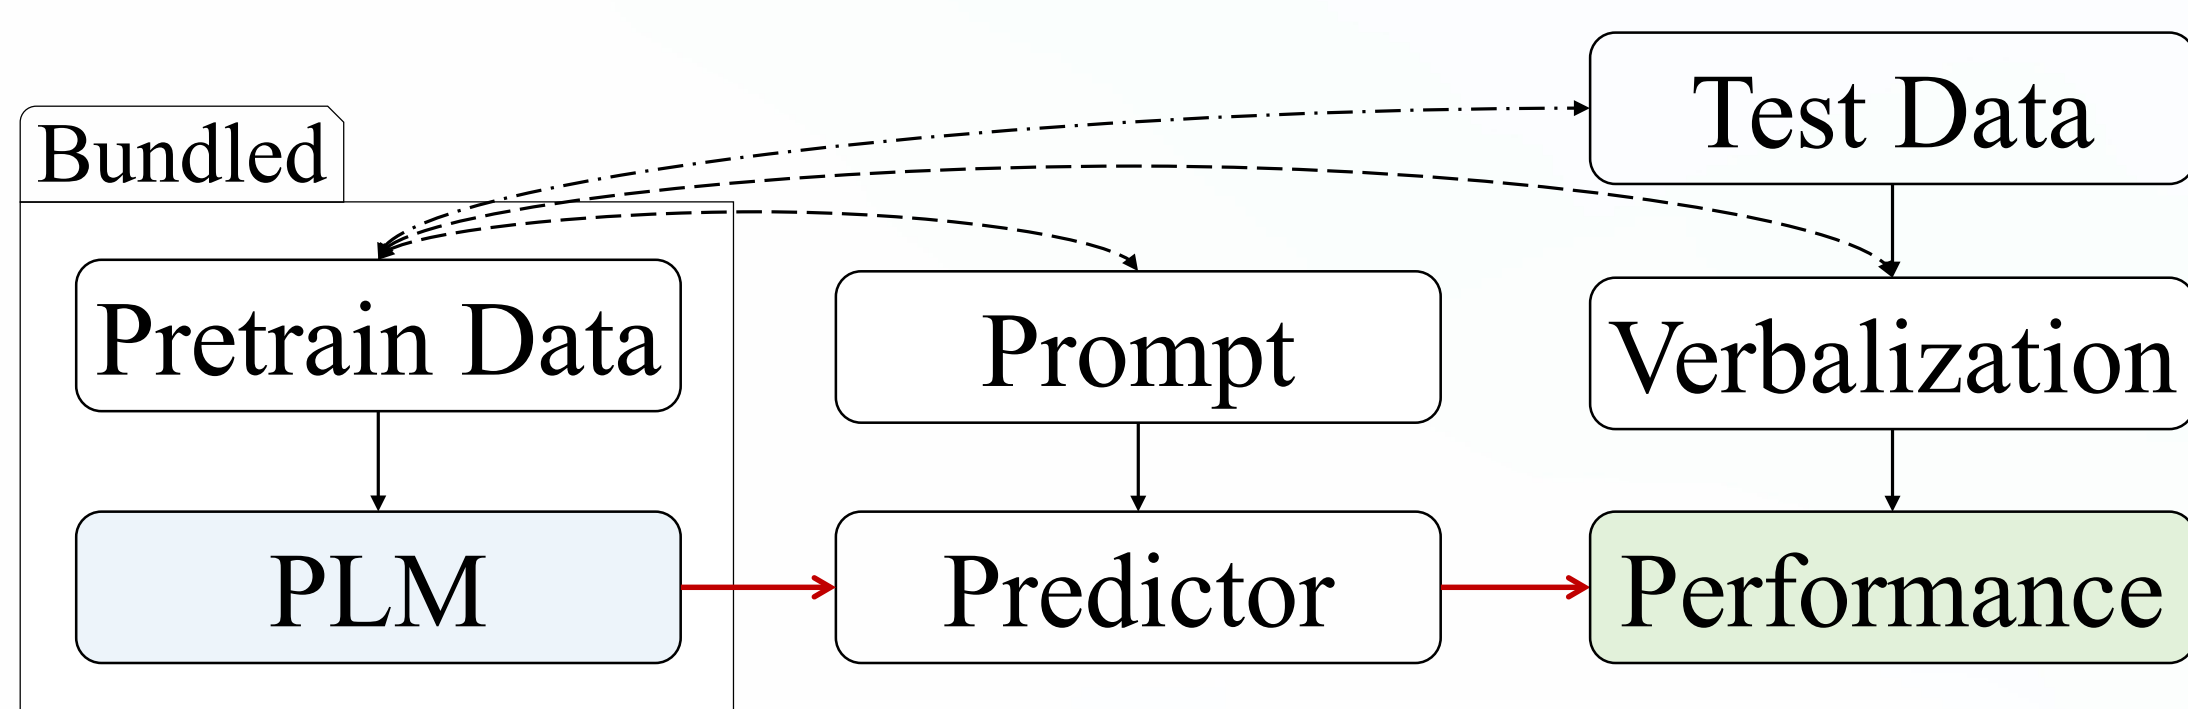 Test Data
Bundled
Pretrain Data
Prompt
Verbalization
PLM
Predictor
Performance